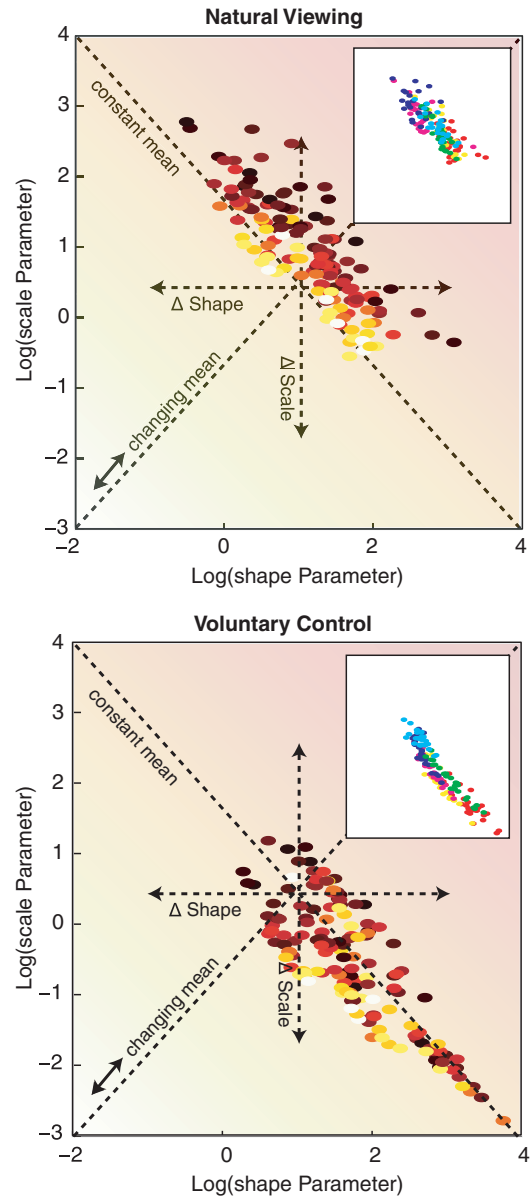 Natural Viewing
4
3
2
1
0
−1
−2
−3
Log(scale Parameter)
constant mean
Δ Shape
Δ Scale
changing mean
−2
0
2
4
Log(shape Parameter)
Voluntary Control
4
3
2
1
0
−1
−2
−3
Log(scale Parameter)
constant mean
Δ Shape
Δ Scale
changing mean
−2
0
2
4
Log(shape Parameter)